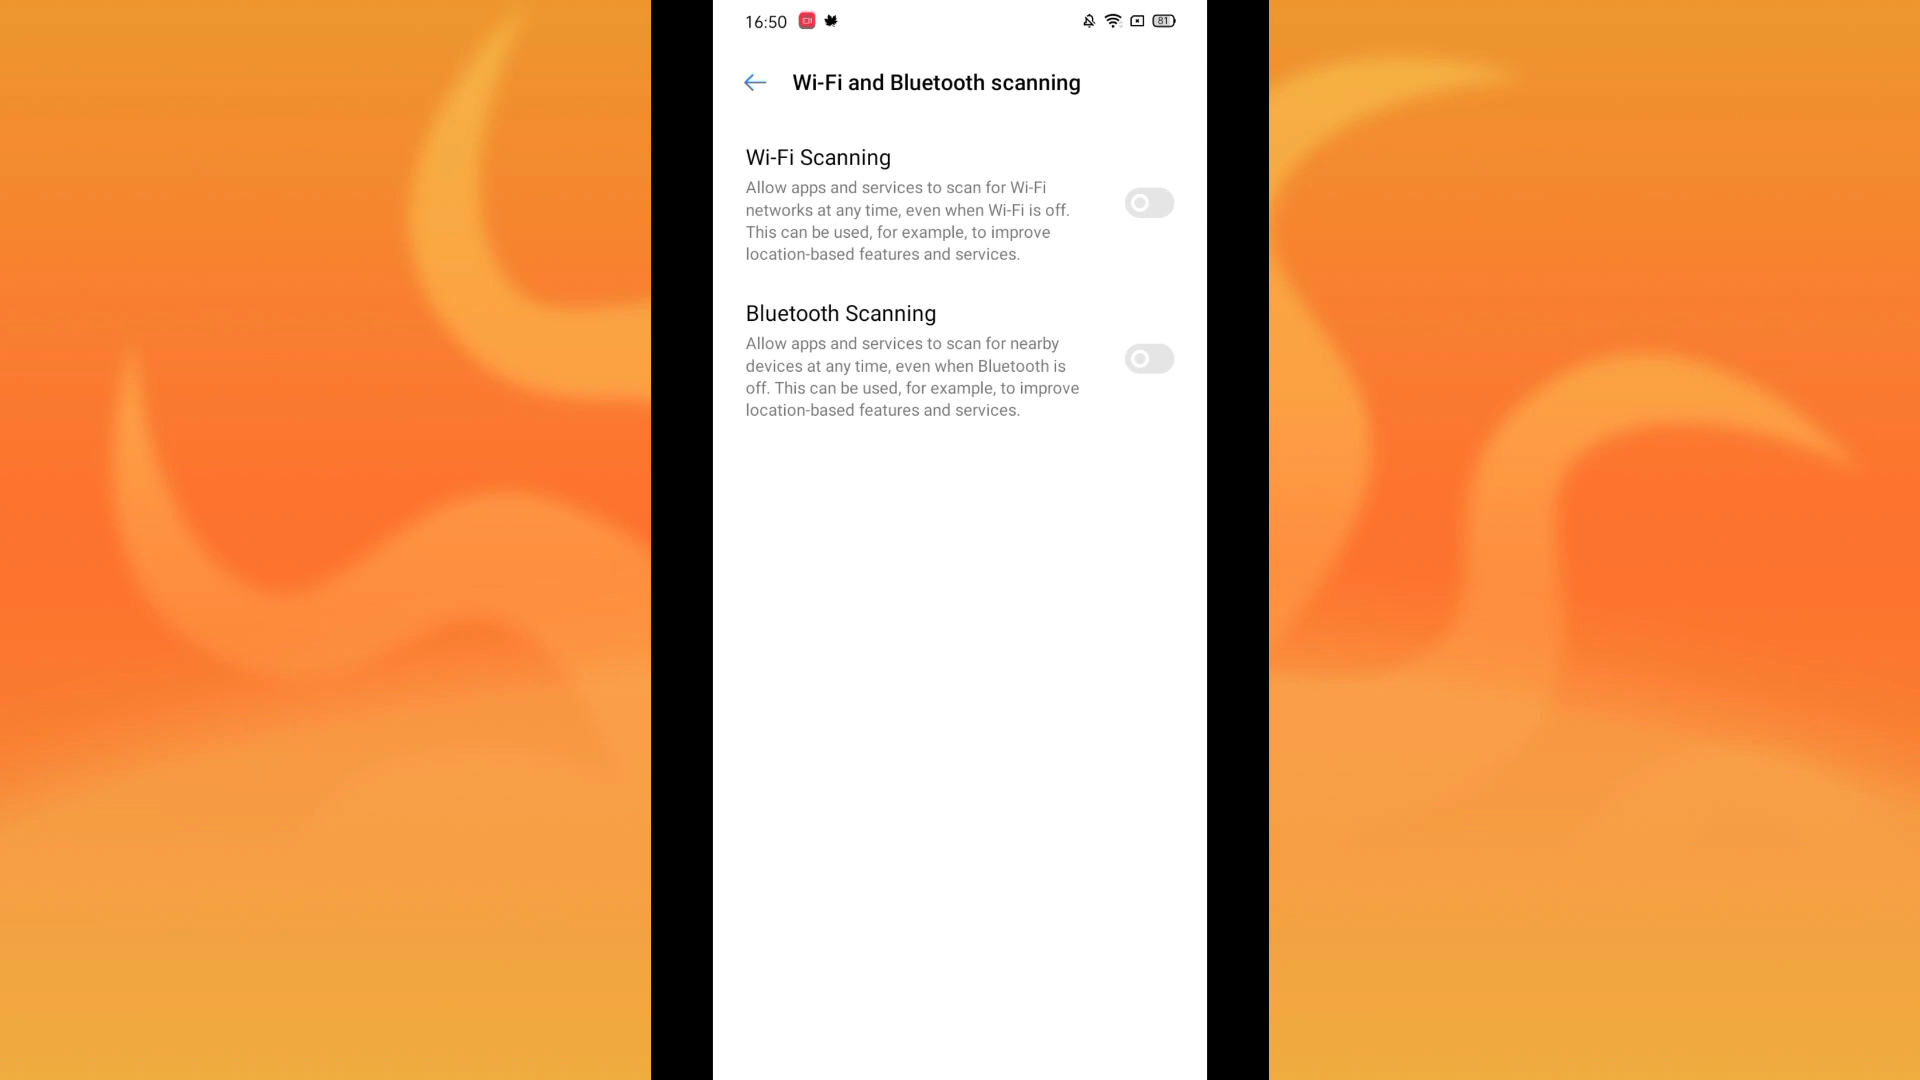 16:50
81
Wi-Fi and Bluetooth scanning
Wi-Fi Scanning
Allow apps and services to scan for Wi-Fi
networks at any time, even when Wi-Fi is off.
This can be used, for example, to improve
location-based features and services.
Bluetooth Scanning
Allow apps and services to scan for nearby
devices at any time, even when Bluetooth is
off. This can be used, for example, to improve
location-based features and services.